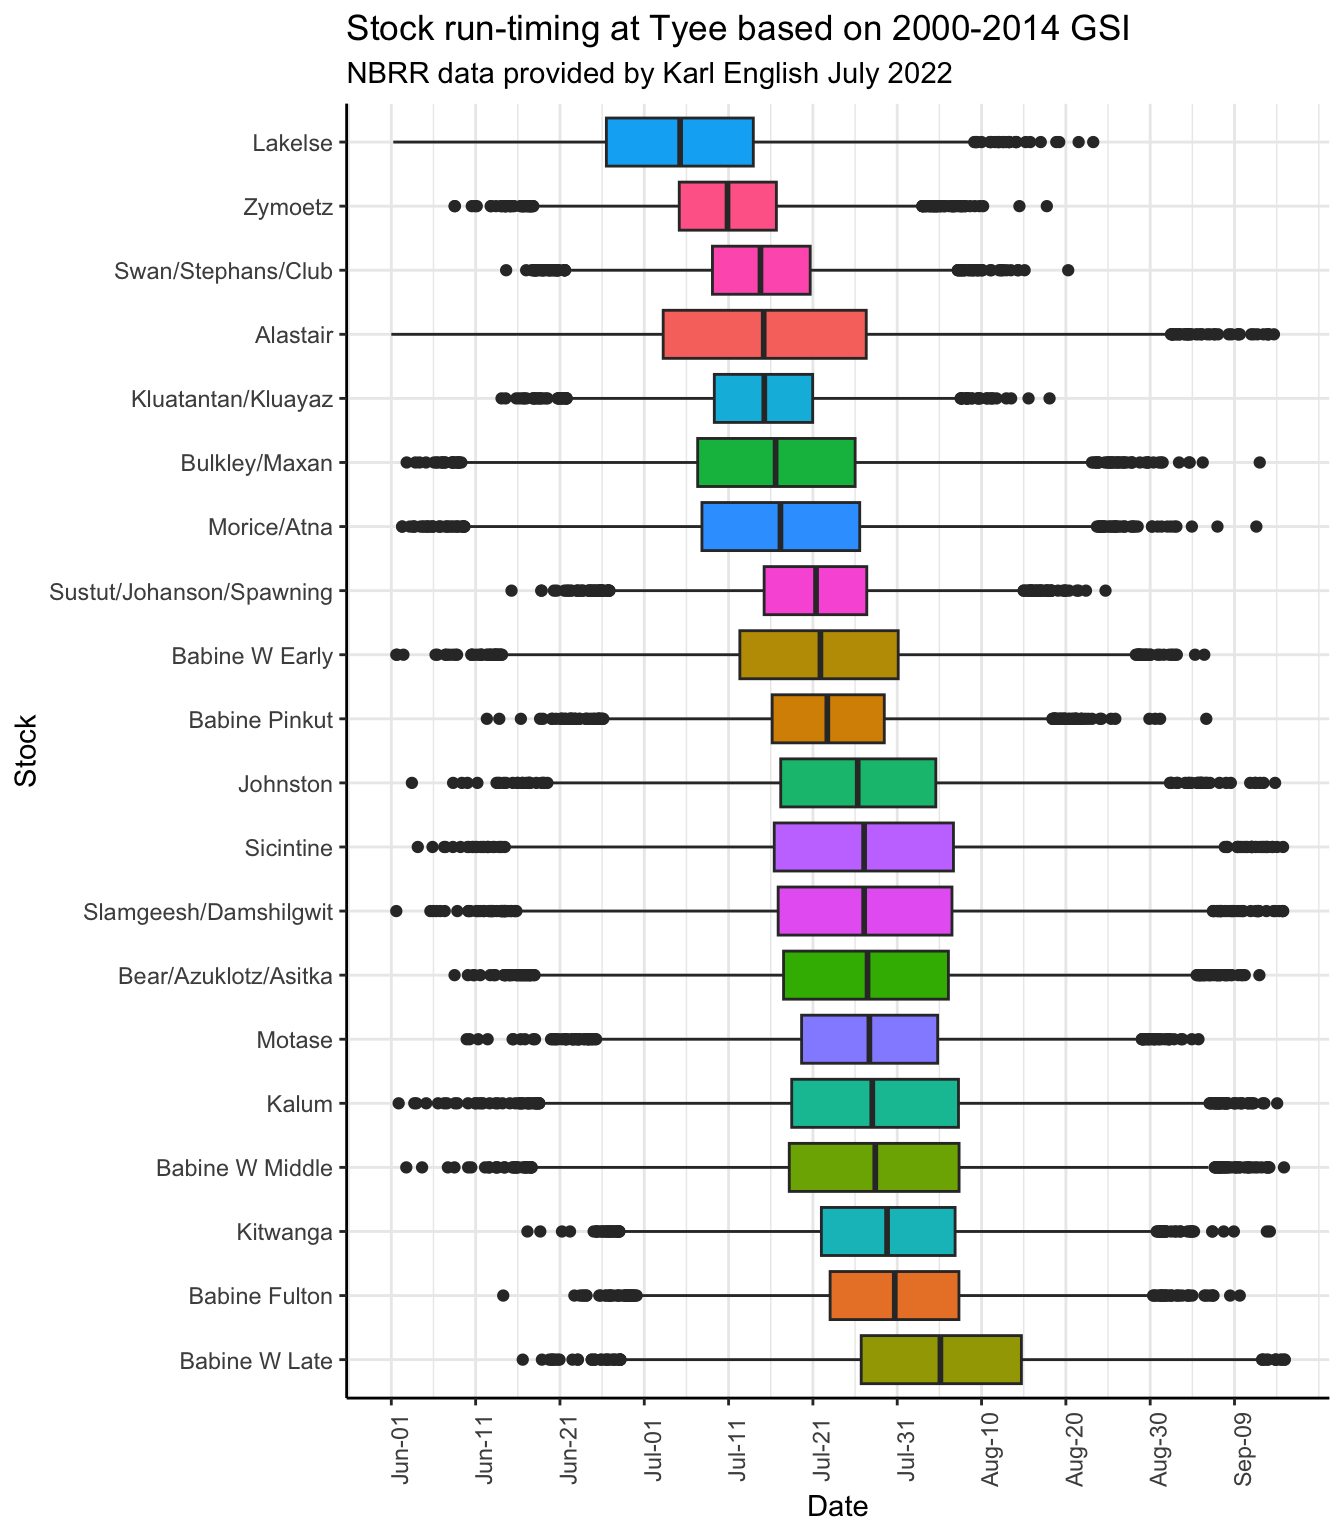 Stock run-timing at Tyee based on 2000-2014 GSI
NBRR data provided by Karl English July 2022
Lakelse
Zymoetz
Swan/Stephans/Club
Alastair
Kluatantan/Kluayaz
Bulkley/Maxan
Morice/Atna
Sustut/Johanson/Spawning
Babine W Early
Babine Pinkut
Johnston
Sicintine
Slamgeesh/Damshilgwit
Bear/Azuklotz/Asitka
Motase
Kalum
Babine W Middle
Kitwanga
Babine Fulton
Babine W Late
Stock
Jun-01
Jun-11
Jun-21
Jul-01
Jul-11
Jul-21
Jul-31
Aug-10
Aug-20
Aug-30
Sep-09
Date